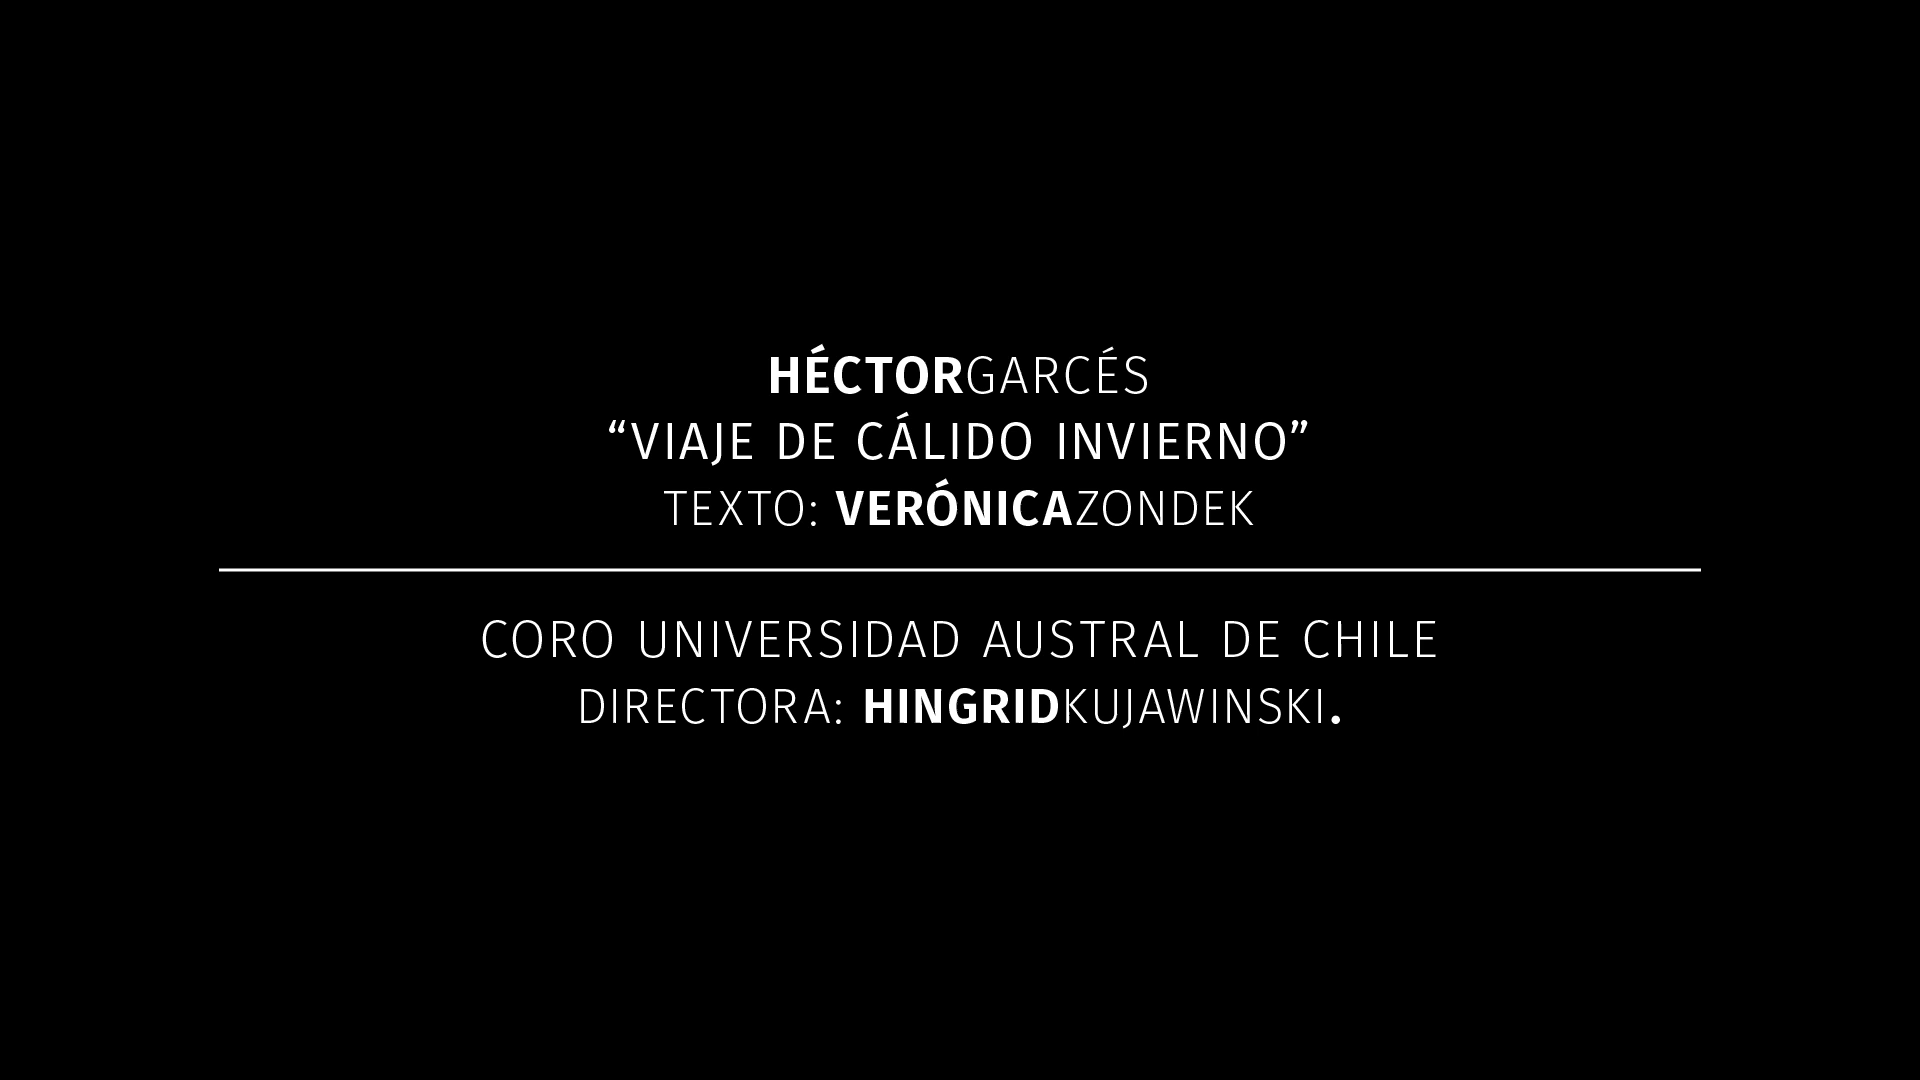 HÉCTORGARCÉS
“VIAJE DE CÁLIDO INVIERNO”
TEXTO: VERÓNICAZONDEK
CORO UNIVERSIDAD AUSTRAL DE CHILE
DIRECTORA: HINGRIDKUJAWINSKI.